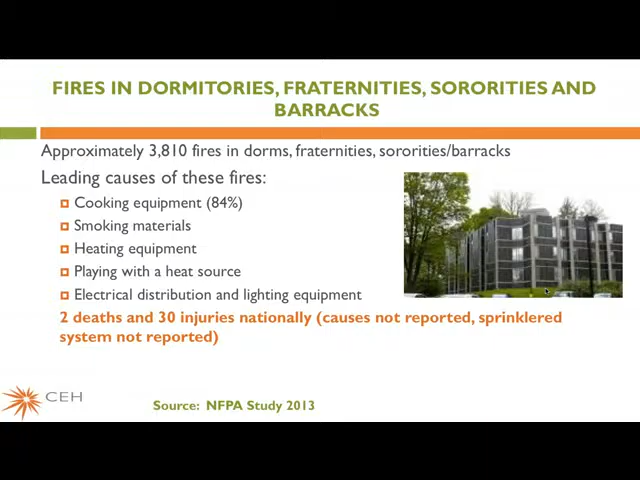 FIRES IN DORMITORIES, FRATERNITIES, SORORITIES AND
BARRACKS
Approximately 3,810 fires in dorms, fraternities, sororities/barracks
Leading causes of these fires:
Cooking equipment (84%)
Smoking materials
Heating equipment
Playing with a heat source
Electrical distribution and lighting equipment
2 deaths and 30 injuries nationally (causes not reported, sprinklered
system not reported)
CEH
Source: NFPA Study 2013